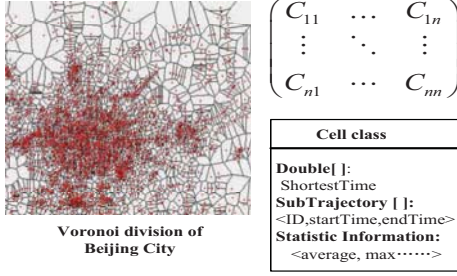 C11 … C1n
⋮ ⋱ ⋮
Cn1 … Cnn
Voronoi division of
Beijing City
Cell class
Double[ ]:
ShortestTime
SubTrajectory [ ]:
<ID,startTime,endTime>
Statistic Information:
<average, max……>